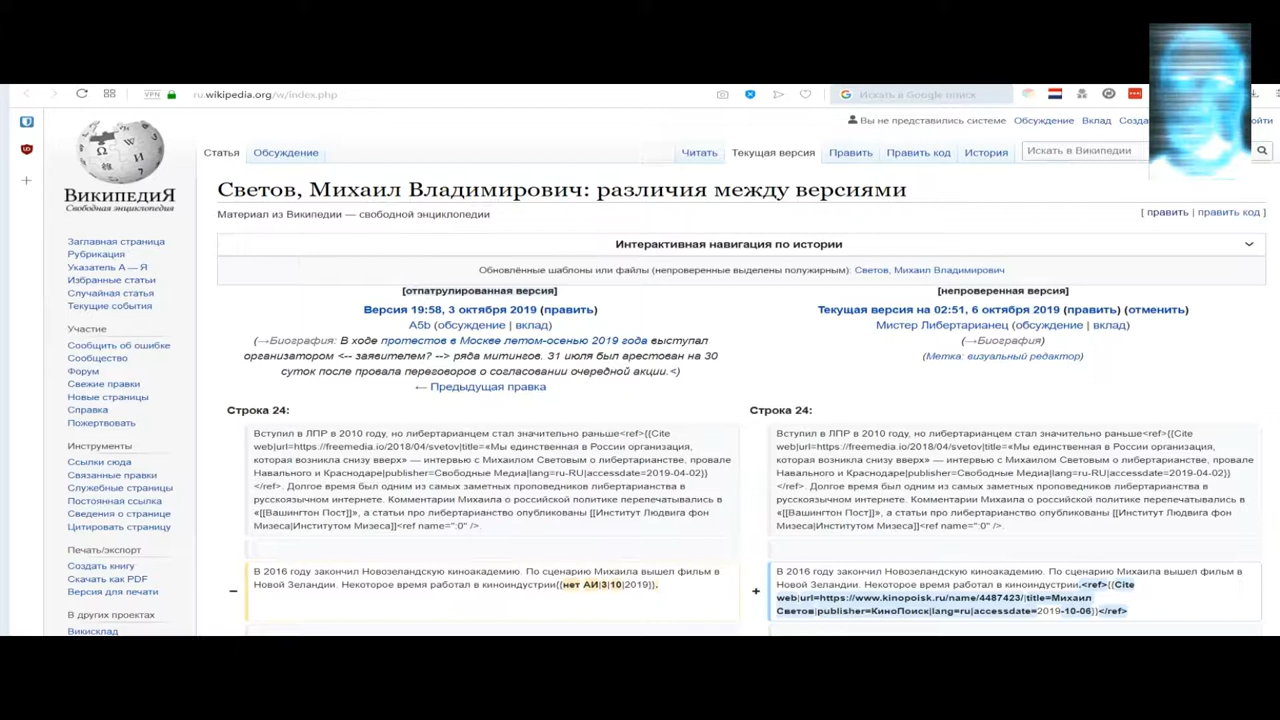 VPN ru.wikipedia.org/w/index.php Искать в Google поиск
Вы не представились системе Обсуждение Вклад
Статья Обсуждение Читать Текущая версия Править Править код История Искать в Википедии
ВИКИПЕДИЯ
Свободная энциклопедия
Светов, Михаил Владимирович: различия между версиями
Материал из Википедии — свободной энциклопедии
[ править | править код ]
Интерактивная навигация по истории
Обновлённые шаблоны или файлы (непроверенные выделены полужирным): Светов, Михаил Владимирович
Заглавная страница
Рубрикация
Указатель А — Я
Избранные статьи
Случайная статья
Текущие события
Участие
Сообщить об ошибке
Сообщество
Форум
Свежие правки
Новые страницы
Справка
Пожертвовать
Инструменты
Ссылки сюда
Связанные правки
Служебные страницы
Постоянная ссылка
Сведения о странице
Цитировать страницу
Печать/экспорт
Создать книгу
Скачать как PDF
Версия для печати
В других проектах
Викисклад
[отпатрулированная версия]
Версия 19:58, 3 октября 2019 (править)
A5b (обсуждение | вклад)
(→Биография: В ходе протестов в Москве летом-осенью 2019 года выступал
организатором <-- заявителем? --> ряда митингов. 31 июля был арестован на 30
суток после провала переговоров о согласовании очередной акции.<)
← Предыдущая правка
Строка 24:
Вступил в ЛПР в 2010 году, но либертарианцем стал значительно раньше<ref>{{Cite
web|url=https://freemedia.io/2018/04/svetov|title=«Мы единственная в России организация,
которая возникла снизу вверх» — интервью с Михаилом Световым о либертарианстве, провале
Навального и Краснодаре|publisher=Свободные Медиа|lang=ru-RU|accessdate=2019-04-02}}
</ref>. Долгое время был одним из самых заметных проповедников либертарианства в
русскоязычном интернете. Комментарии Михаила о российской политике перепечатывались в
«[[Вашингтон Пост]]», а статьи про либертарианство опубликованы [[Институт Людвига фон
Мизеса|Институтом Мизеса]]<ref name=":0" />.
− В 2016 году закончил Новозеландскую киноакадемию. По сценарию Михаила вышел фильм в
Новой Зеландии. Некоторое время работал в киноиндустрии{{нет АИ|3|10|2019}}.
[непроверенная версия]
Текущая версия на 02:51, 6 октября 2019 (править) (отменить)
Мистер Либертарианец (обсуждение | вклад)
(→Биография)
(Метка: визуальный редактор)
Строка 24:
Вступил в ЛПР в 2010 году, но либертарианцем стал значительно раньше<ref>{{Cite
web|url=https://freemedia.io/2018/04/svetov|title=«Мы единственная в России организация,
которая возникла снизу вверх» — интервью с Михаилом Световым о либертарианстве, провале
Навального и Краснодаре|publisher=Свободные Медиа|lang=ru-RU|accessdate=2019-04-02}}
</ref>. Долгое время был одним из самых заметных проповедников либертарианства в
русскоязычном интернете. Комментарии Михаила о российской политике перепечатывались в
«[[Вашингтон Пост]]», а статьи про либертарианство опубликованы [[Институт Людвига фон
Мизеса|Институтом Мизеса]]<ref name=":0" />.
+ В 2016 году закончил Новозеландскую киноакадемию. По сценарию Михаила вышел фильм в
Новой Зеландии. Некоторое время работал в киноиндустрии.<ref>{{Cite
web|url=https://www.kinopoisk.ru/name/4487423/|title=Михаил
Светов|publisher=КиноПоиск|lang=ru|accessdate=2019-10-06}}</ref>